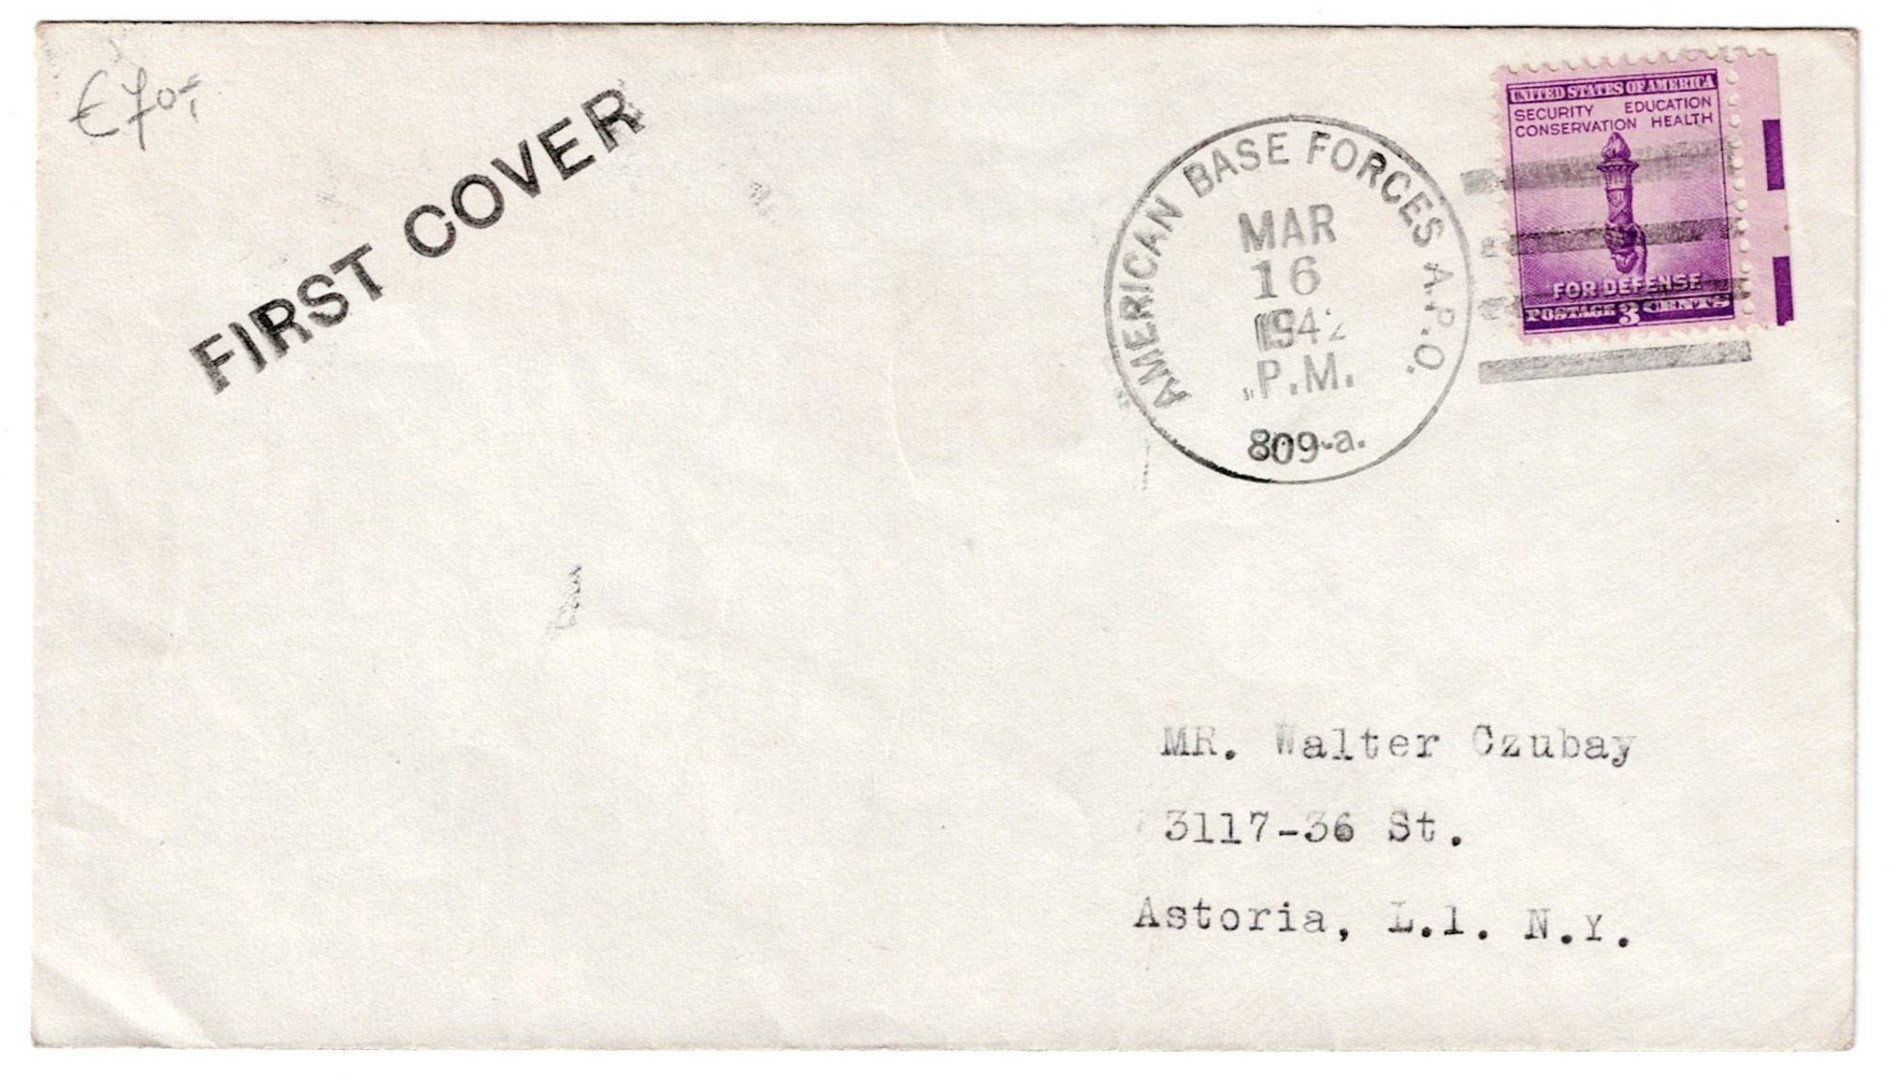 €70,-
FIRST COVER
AMERICAN BASE FORCES A.P.O.
MAR
16
1942
P.M.
809-a.
UNITED STATES OF AMERICA
SECURITY EDUCATION
CONSERVATION HEALTH
FOR DEFENSE
POSTAGE 3 CENTS
MR. Walter Czubay
3117-36 St.
Astoria, L.l. N.Y.